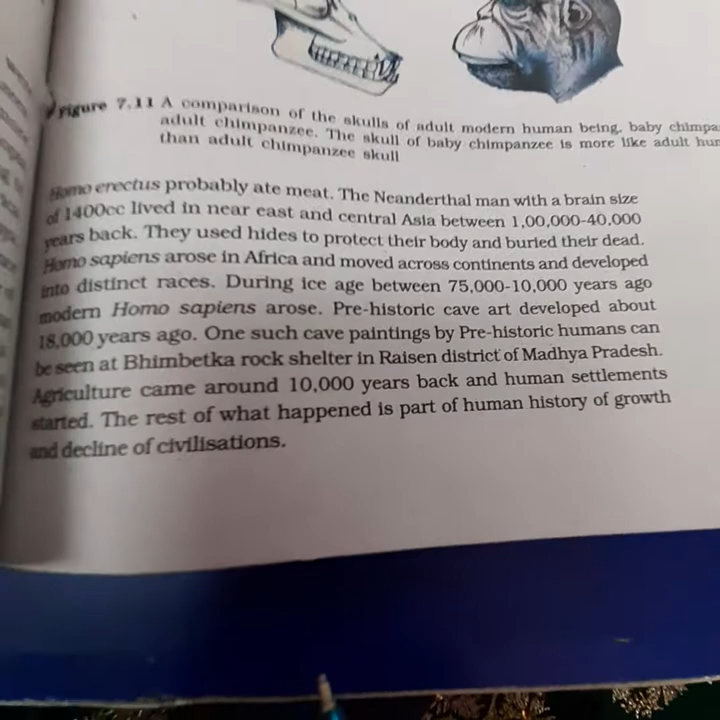 Figure 7.11 A comparison of the skulls of adult modern human being, baby
adult chimpanzee. The skull of baby chimpanzee is more like adult
than adult chimpanzee skull
Homo erectus probably ate meat. The Neanderthal man with a brain size
of 1400cc lived in near east and central Asia between 1,00,000-40,000
years back. They used hides to protect their body and buried their dead.
Homo sapiens arose in Africa and moved across continents and developed
into distinct races. During ice age between 75,000-10,000 years ago
modern Homo sapiens arose. Pre-historic cave art developed about
18,000 years ago. One such cave paintings by Pre-historic humans can
be seen at Bhimbetka rock shelter in Raisen district of Madhya Pradesh.
Agriculture came around 10,000 years back and human settlements
started. The rest of what happened is part of human history of growth
and decline of civilisations.